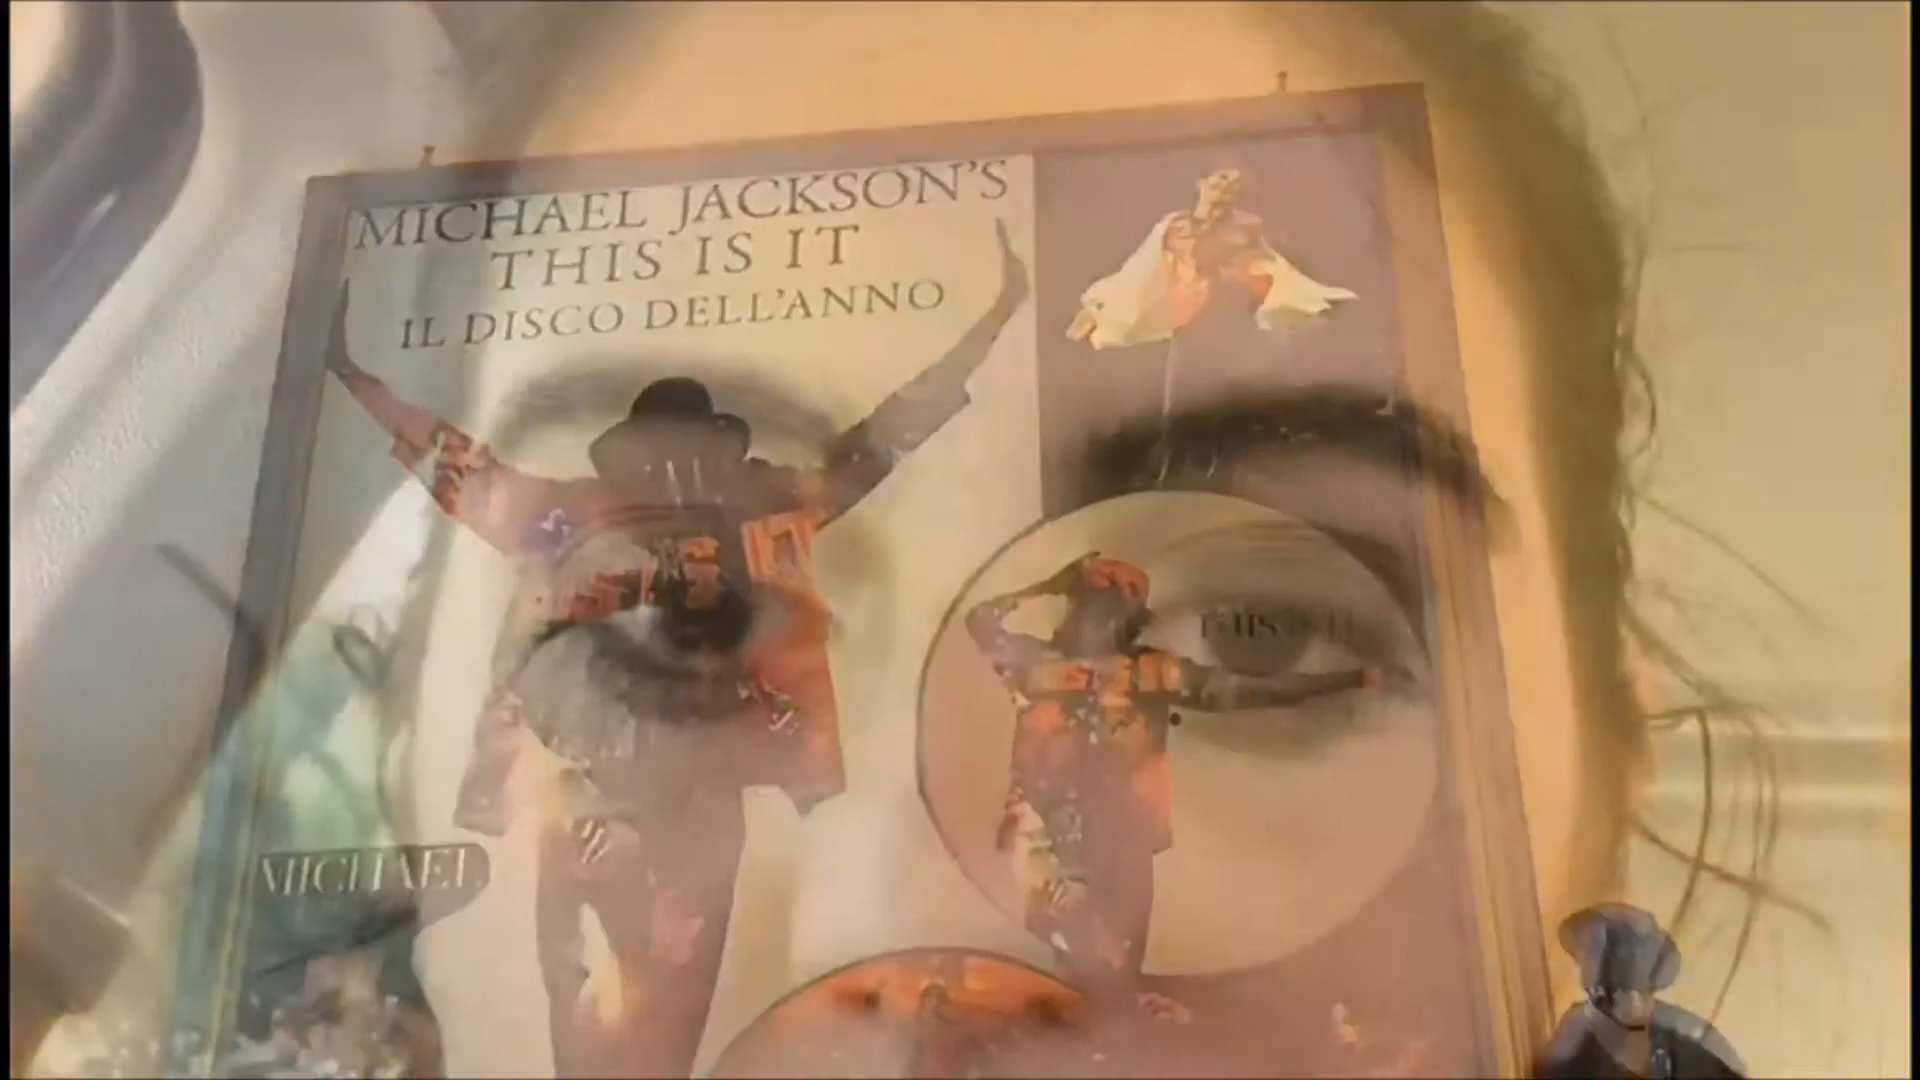 MICHAEL JACKSON'S
THIS IS IT
IL DISCO DELL'ANNO
MICHAEL